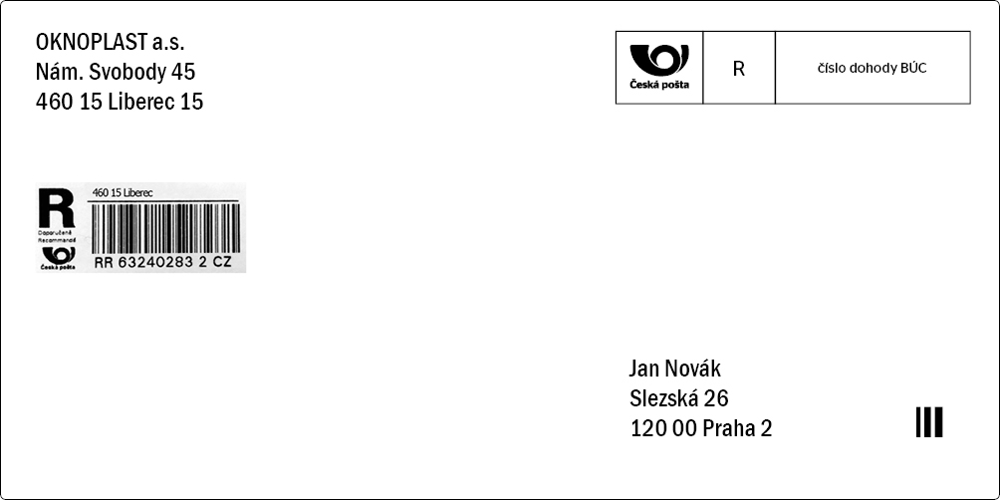 OKNOPLAST a.s.
Nám. Svobody 45
460 15 Liberec 15
Česká pošta
R
číslo dohody BÚC
460 15 Liberec
R
Doporučeně
Recommandé
Česká pošta
RR 63240283 2 CZ
Jan Novák
Slezská 26
120 00 Praha 2